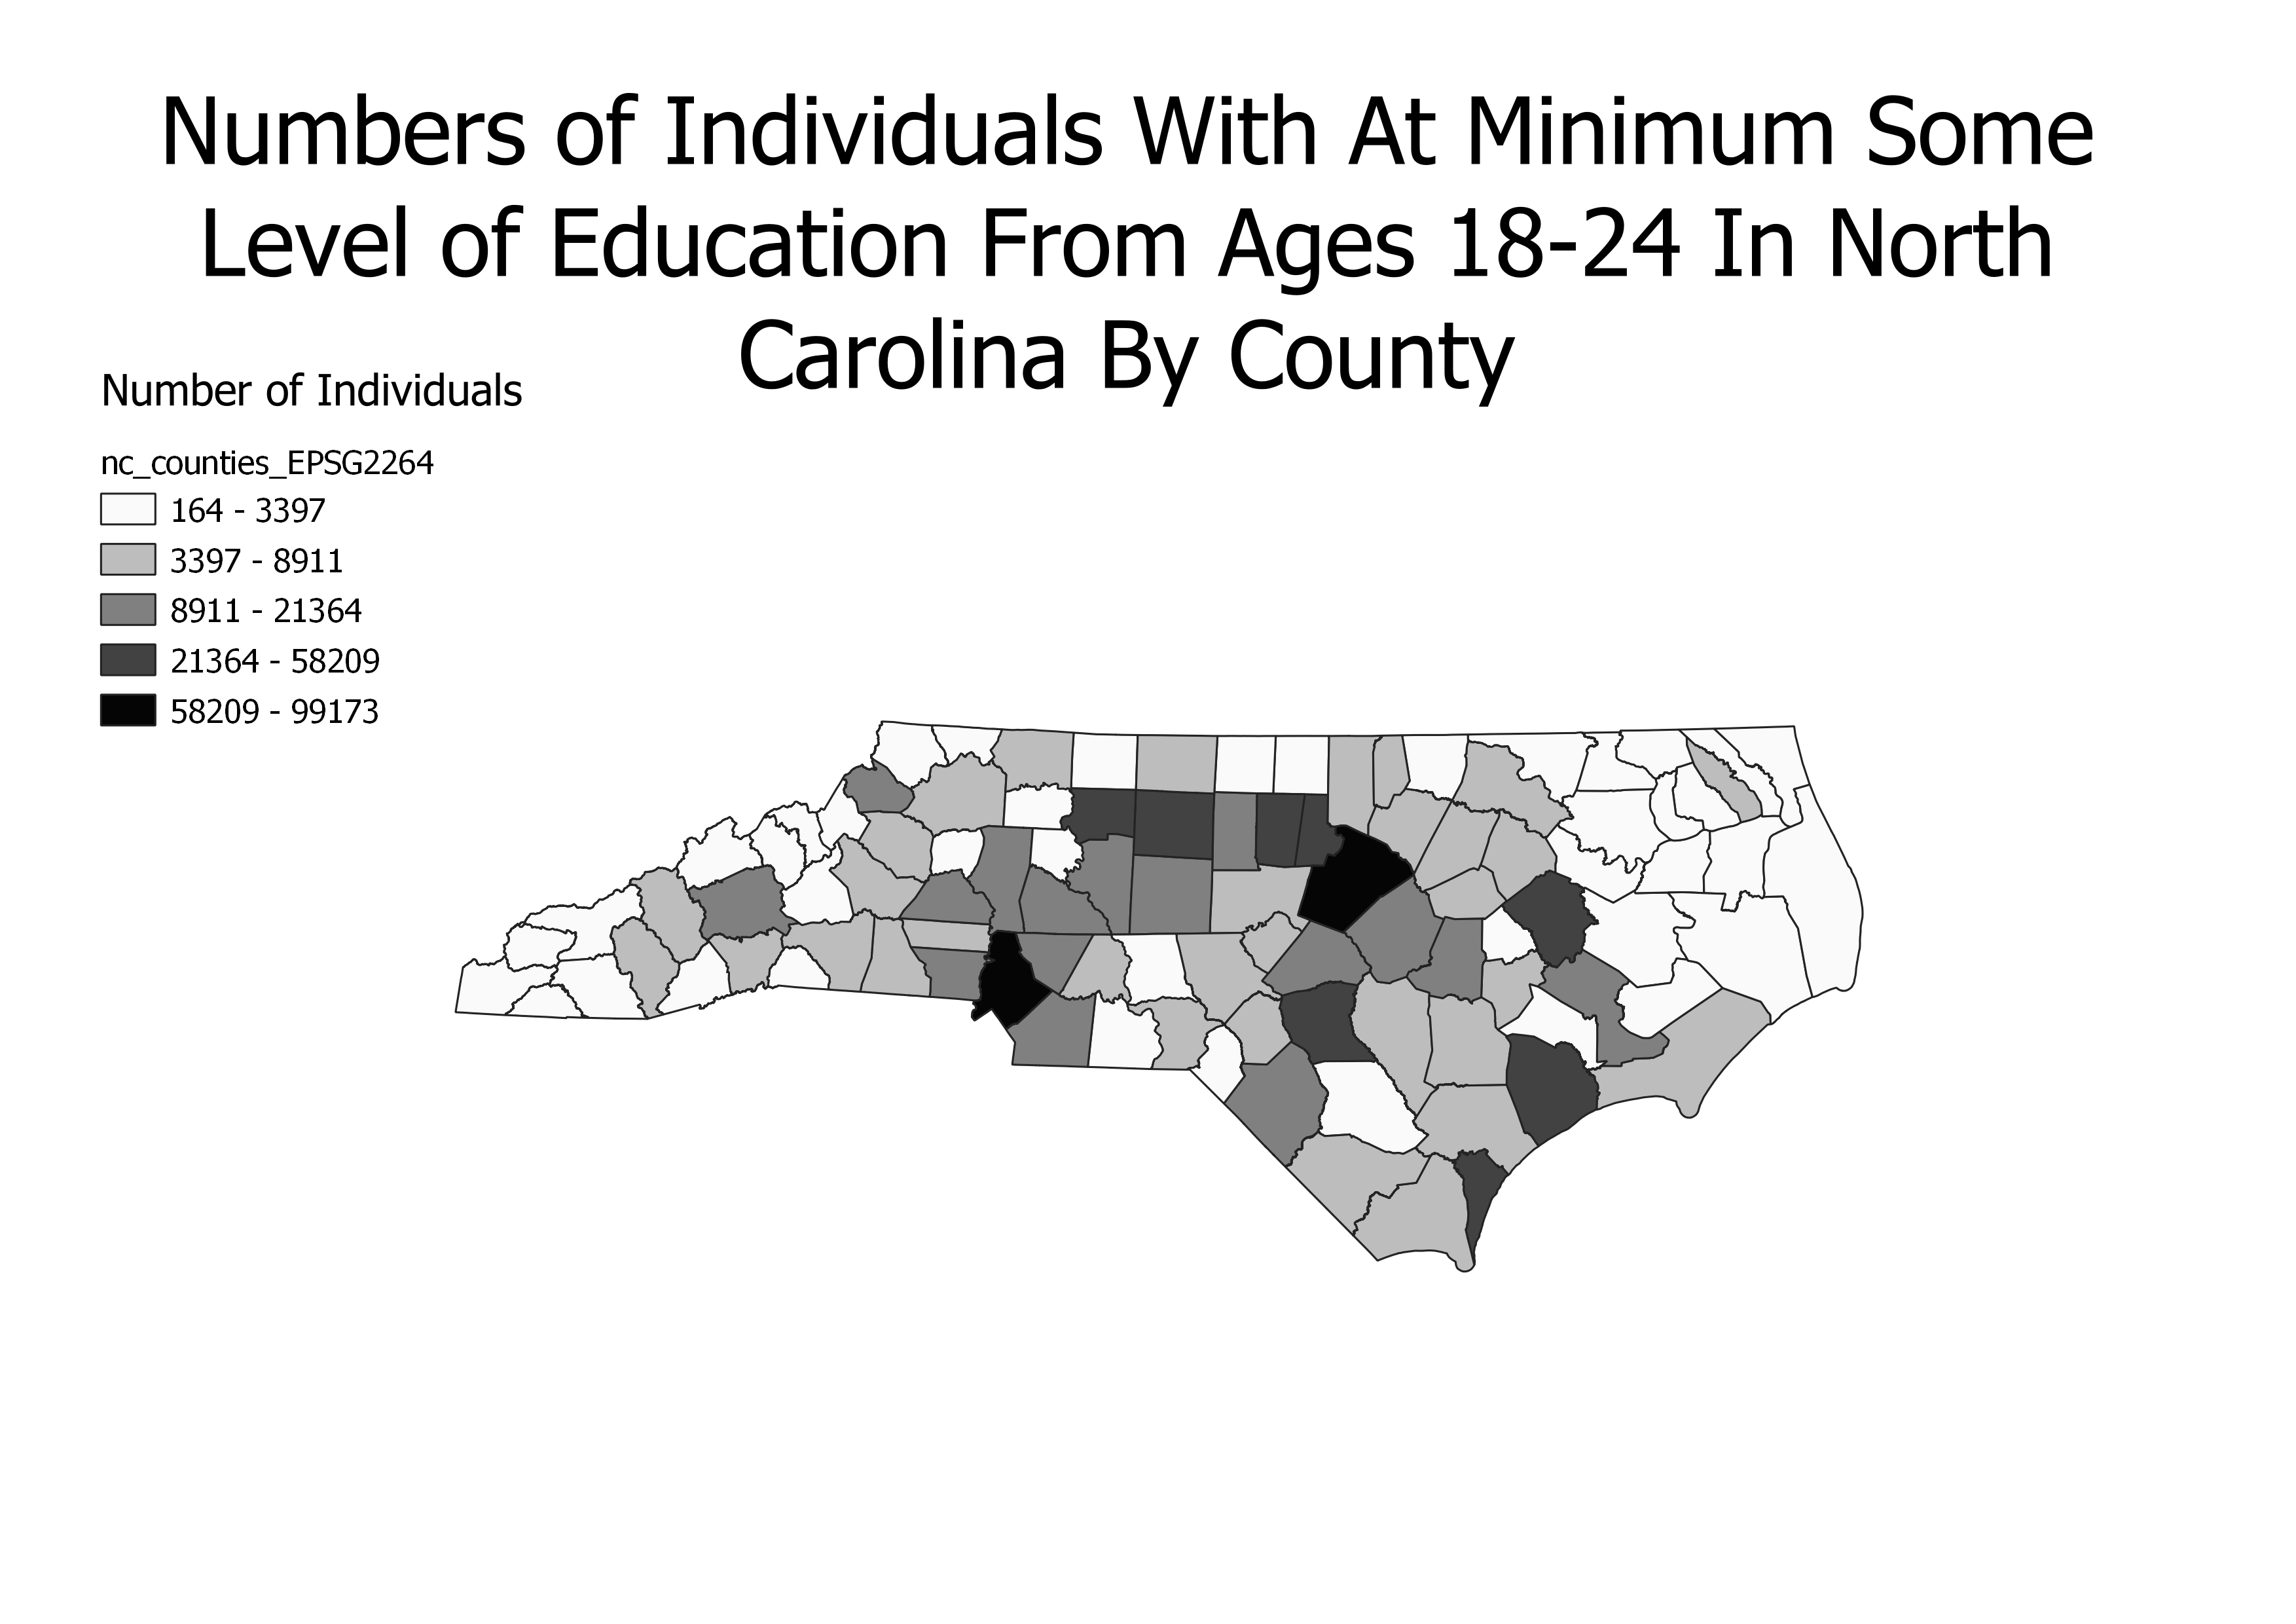 Numbers of Individuals With At Minimum Some
Level of Education From Ages 18-24 In North
Carolina By County
Number of Individuals
nc_counties_EPSG2264
164 - 3397
3397 - 8911
8911 - 21364
21364 - 58209
58209 - 99173